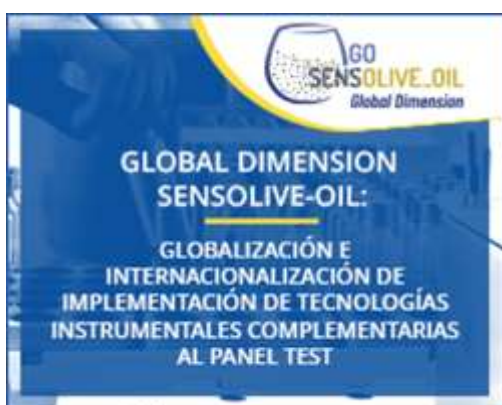 GO
SENSOLIVE_OIL
Global Dimension
GLOBAL DIMENSION
SENSOLIVE-OIL:
GLOBALIZACIÓN E
INTERNACIONALIZACIÓN DE
IMPLEMENTACIÓN DE TECNOLOGÍAS
INSTRUMENTALES COMPLEMENTARIAS
AL PANEL TEST